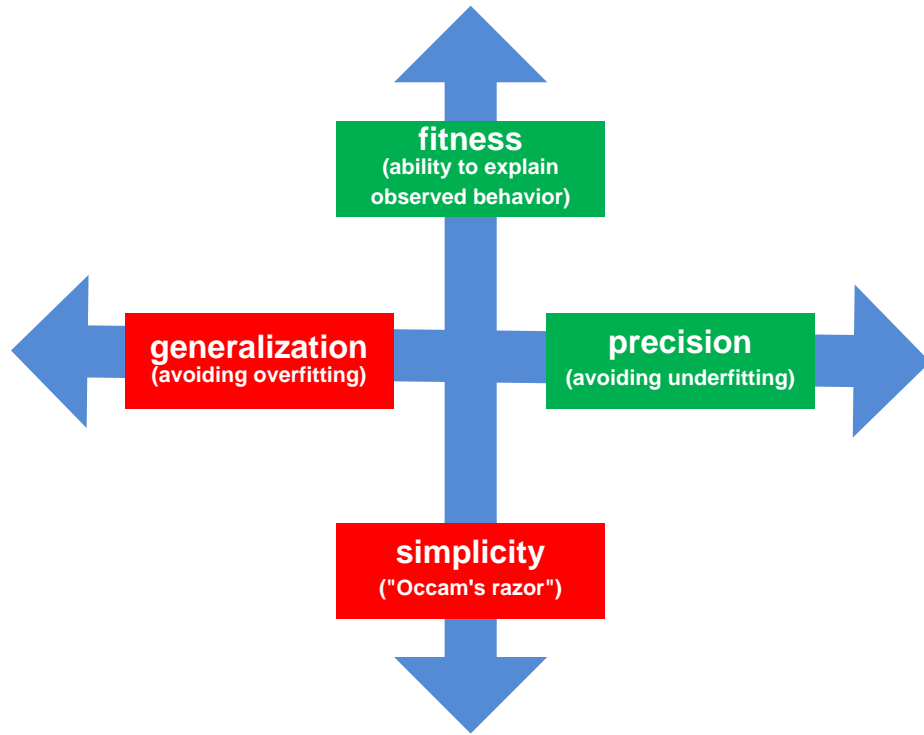 fitness
(ability to explain
observed behavior)
generalization
(avoiding overfitting)
precision
(avoiding underfitting)
simplicity
("Occam's razor")